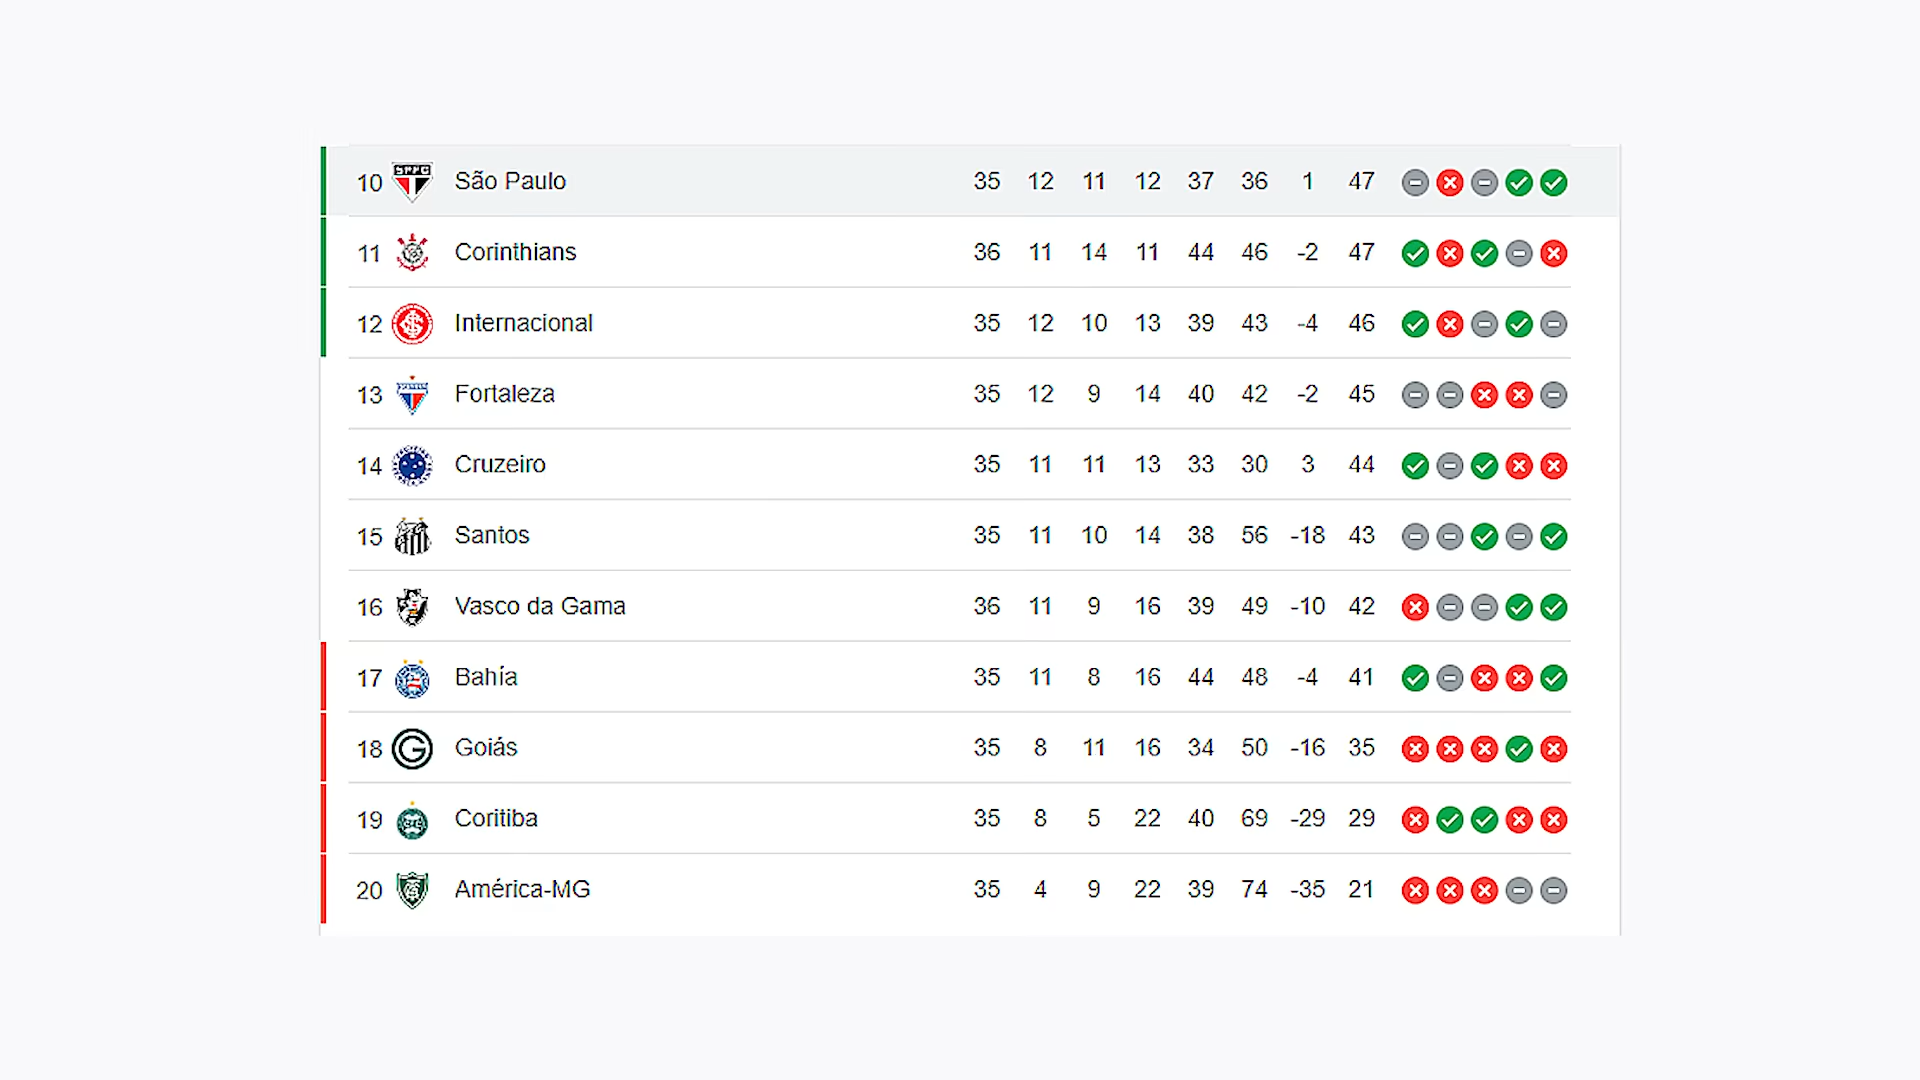 10 SPFC São Paulo 35 12 11 12 37 36 1 47
11 Corinthians 36 11 14 11 44 46 -2 47
12 Internacional 35 12 10 13 39 43 -4 46
13 Fortaleza 35 12 9 14 40 42 -2 45
14 Cruzeiro 35 11 11 13 33 30 3 44
15 Santos 35 11 10 14 38 56 -18 43
16 Vasco da Gama 36 11 9 16 39 49 -10 42
17 Bahía 35 11 8 16 44 48 -4 41
18 G Goiás 35 8 11 16 34 50 -16 35
19 Coritiba 35 8 5 22 40 69 -29 29
20 América-MG 35 4 9 22 39 74 -35 21